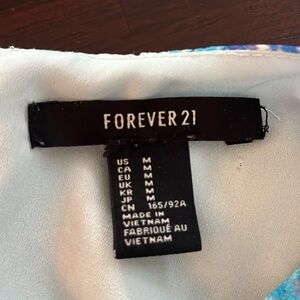 FOREVER 21
US M
CA M
EU M
UK M
KR M
JP M
CN 165/92A
MADE IN
VIETNAM
FABRIQUÉ AU
VIETNAM